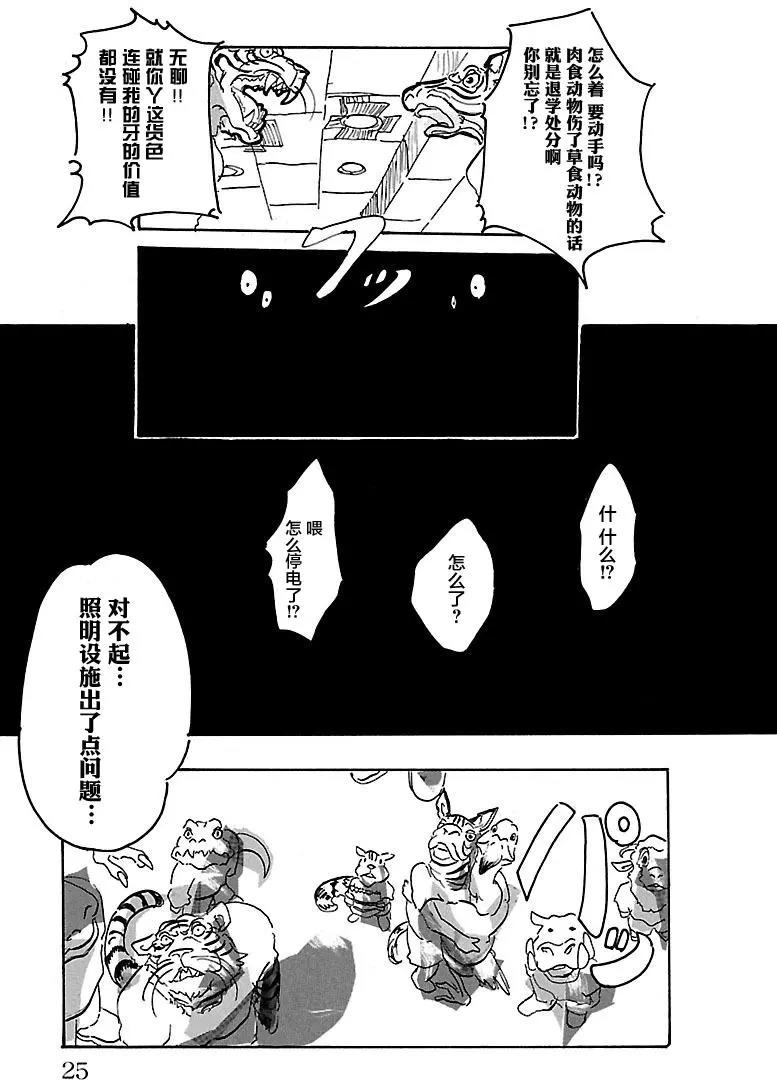 怎么着 要动手吗!?
肉食动物伤了草食动物的话
就是退学处分啊
你别忘了!?
无聊!!
就你丫这货色
连碰我的牙的价值
都没有!!
フッ
什 什么!?
怎么了?
喂
怎么停电了!?
对不起…
照明设施出了点问题…
パッ
25